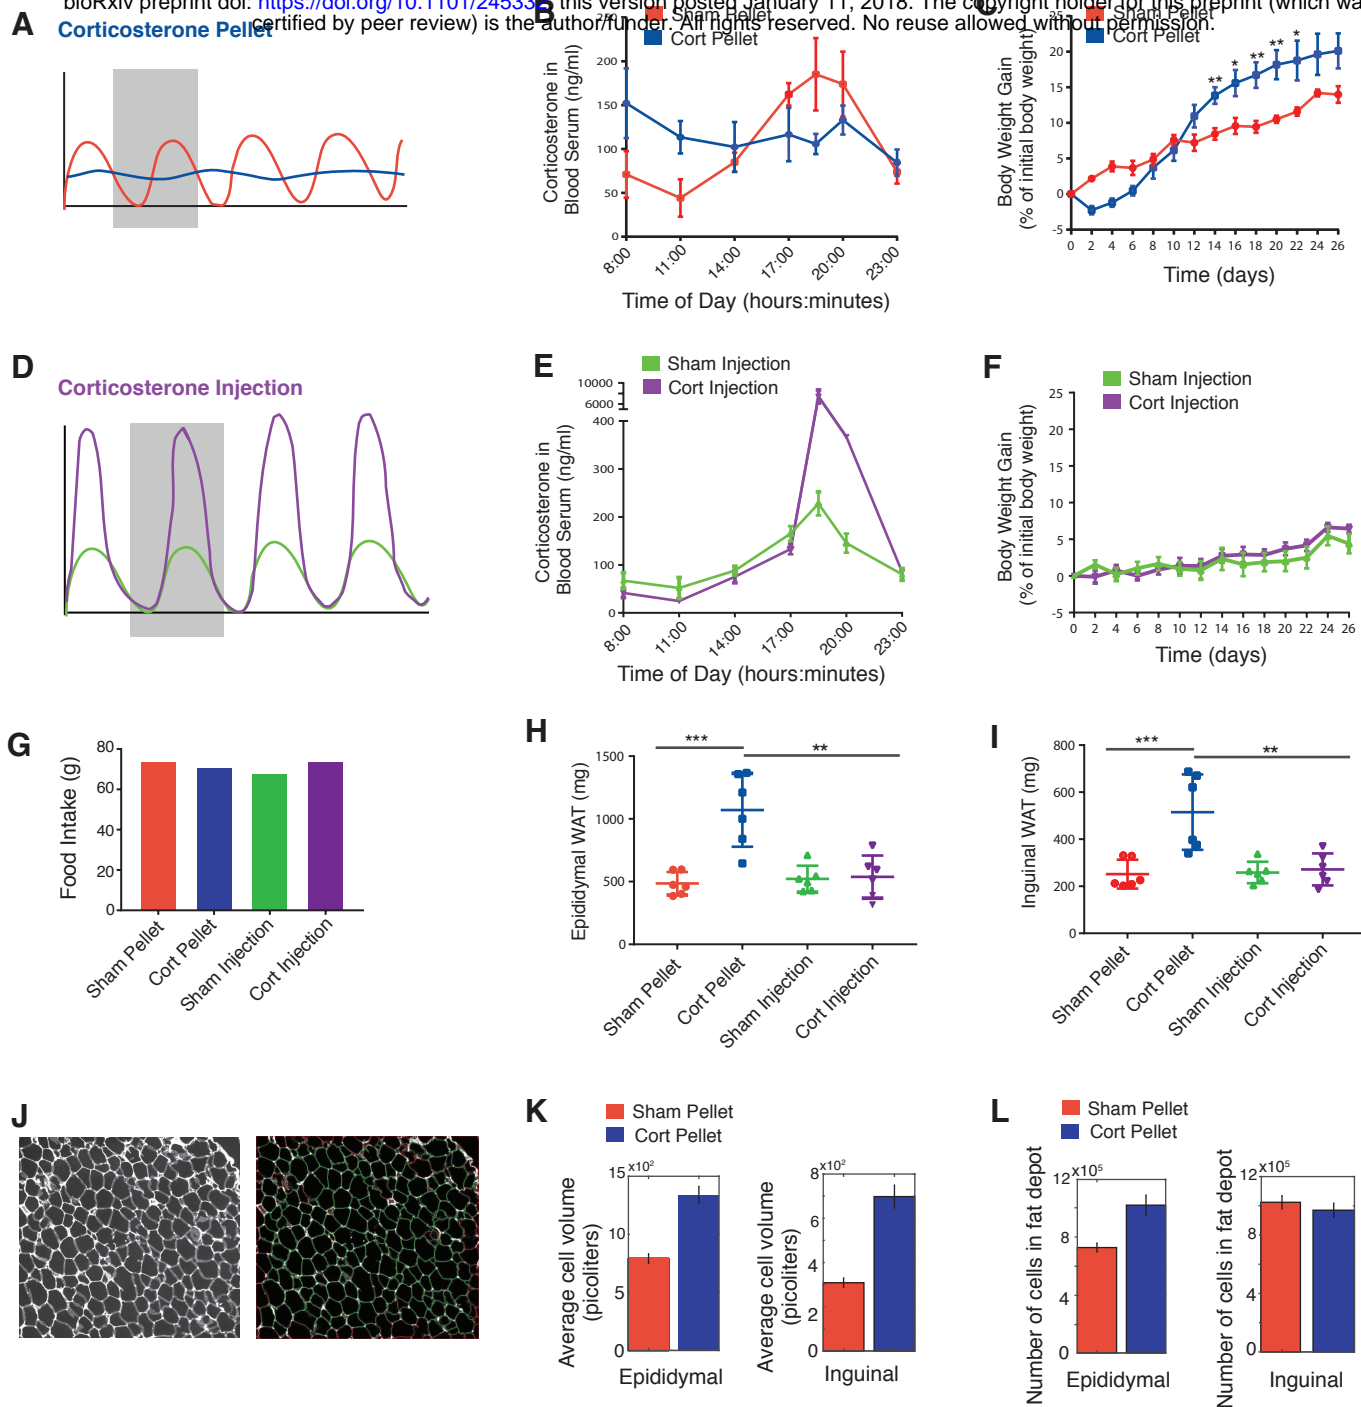 bioRxiv preprint doi: https://doi.org/10.1101/245332; this version posted January 11, 2018. The copyright holder for this preprint (which wa
certified by peer review) is the author/funder. All rights reserved. No reuse allowed without permission.
A
Corticosterone Pellet
B
Sham Pellet
Cort Pellet
Corticosterone in
Blood Serum (ng/ml)
250
200
150
100
50
0
8:00
11:00
14:00
17:00
20:00
23:00
Time of Day (hours:minutes)
C
Sham Pellet
Cort Pellet
Body Weight Gain
(% of initial body weight)
25
20
15
10
5
0
-5
** * ** ** *
0 2 4 6 8 10 12 14 16 18 20 22 24 26
Time (days)
D
Corticosterone Injection
E
Sham Injection
Cort Injection
Corticosterone in
Blood Serum (ng/ml)
10000
6000
400
300
200
100
0
8:00
11:00
14:00
17:00
20:00
23:00
Time of Day (hours:minutes)
F
Sham Injection
Cort Injection
Body Weight Gain
(% of initial body weight)
25
20
15
10
5
0
-5
0 2 4 6 8 10 12 14 16 18 20 22 24 26
Time (days)
G
Food Intake (g)
80
60
40
20
0
Sham Pellet
Cort Pellet
Sham Injection
Cort Injection
H
Epididymal WAT (mg)
1500
1000
500
0
***
**
Sham Pellet
Cort Pellet
Sham Injection
Cort Injection
I
Inguinal WAT (mg)
800
600
400
200
0
***
**
Sham Pellet
Cort Pellet
Sham Injection
Cort Injection
J
K
Sham Pellet
Cort Pellet
Average cell volume
(picoliters)
15 x10²
10
5
0
Epididymal
Average cell volume
(picoliters)
8 x10²
6
4
2
0
Inguinal
L
Sham Pellet
Cort Pellet
Number of cells in fat depot
12 x10⁵
8
4
0
Epididymal
Number of cells in fat depot
12 x10⁵
8
4
0
Inguinal